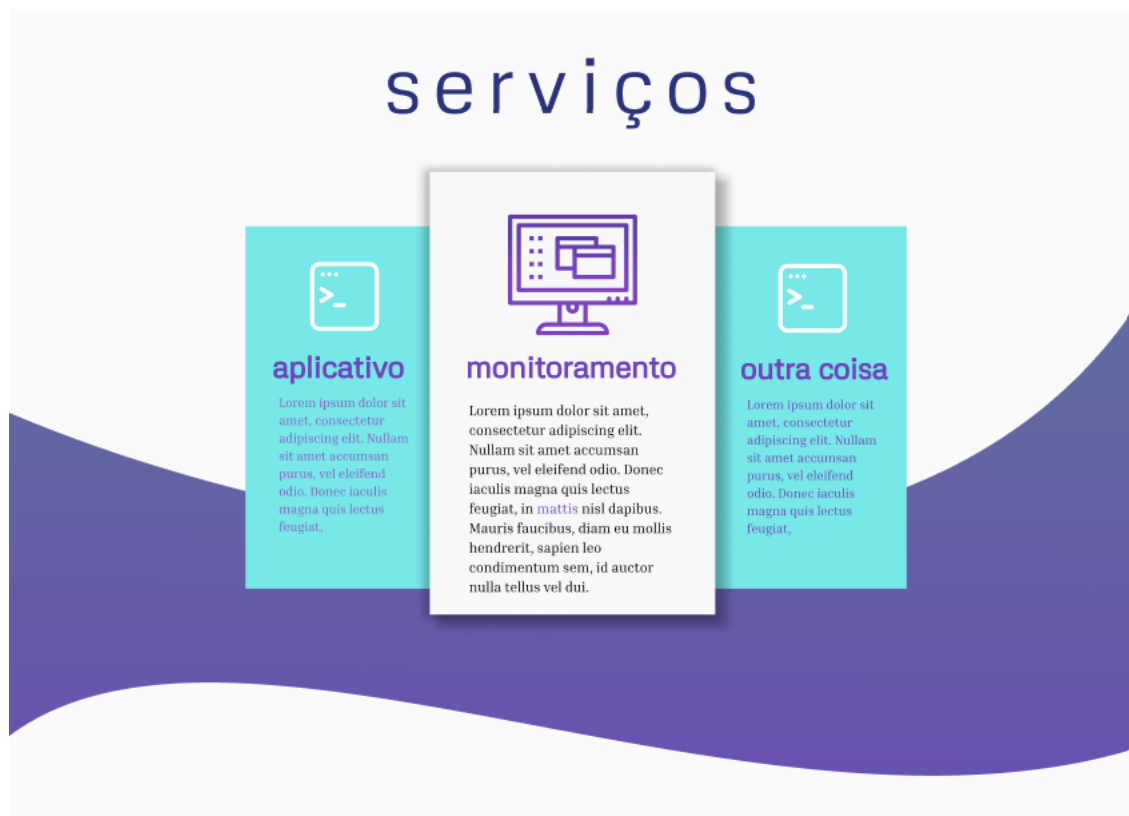 serviços
aplicativo
Lorem ipsum dolor sit
amet, consectetur
adipiscing elit. Nullam
sit amet accumsan
purus, vel eleifend
odio. Donec iaculis
magna quis lectus
feugiat,
monitoramento
Lorem ipsum dolor sit amet,
consectetur adipiscing elit.
Nullam sit amet accumsan
purus, vel eleifend odio. Donec
iaculis magna quis lectus
feugiat, in mattis nisl dapibus.
Mauris faucibus, diam eu mollis
hendrerit, sapien leo
condimentum sem, id auctor
nulla tellus vel dui.
outra coisa
Lorem ipsum dolor sit
amet, consectetur
adipiscing elit. Nullam
sit amet accumsan
purus, vel eleifend
odio. Donec iaculis
magna quis lectus
feugiat,